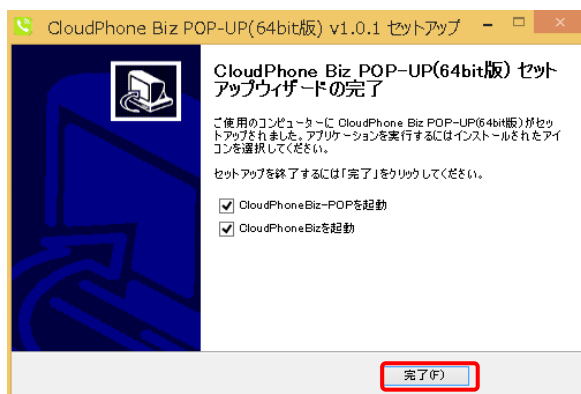 CloudPhone Biz POP-UP(64bit版) v1.0.1 セットアップ
CloudPhone Biz POP-UP(64bit版) セット
アップウィザードの完了
ご使用のコンピューターに CloudPhone Biz POP-UP(64bit版)がセッ
トアップされました。アプリケーションを実行するにはインストールされたアイ
コンを選択してください。
セットアップを終了するには「完了」をクリックしてください。
CloudPhoneBiz-POPを起動
CloudPhoneBizを起動
完了(F)